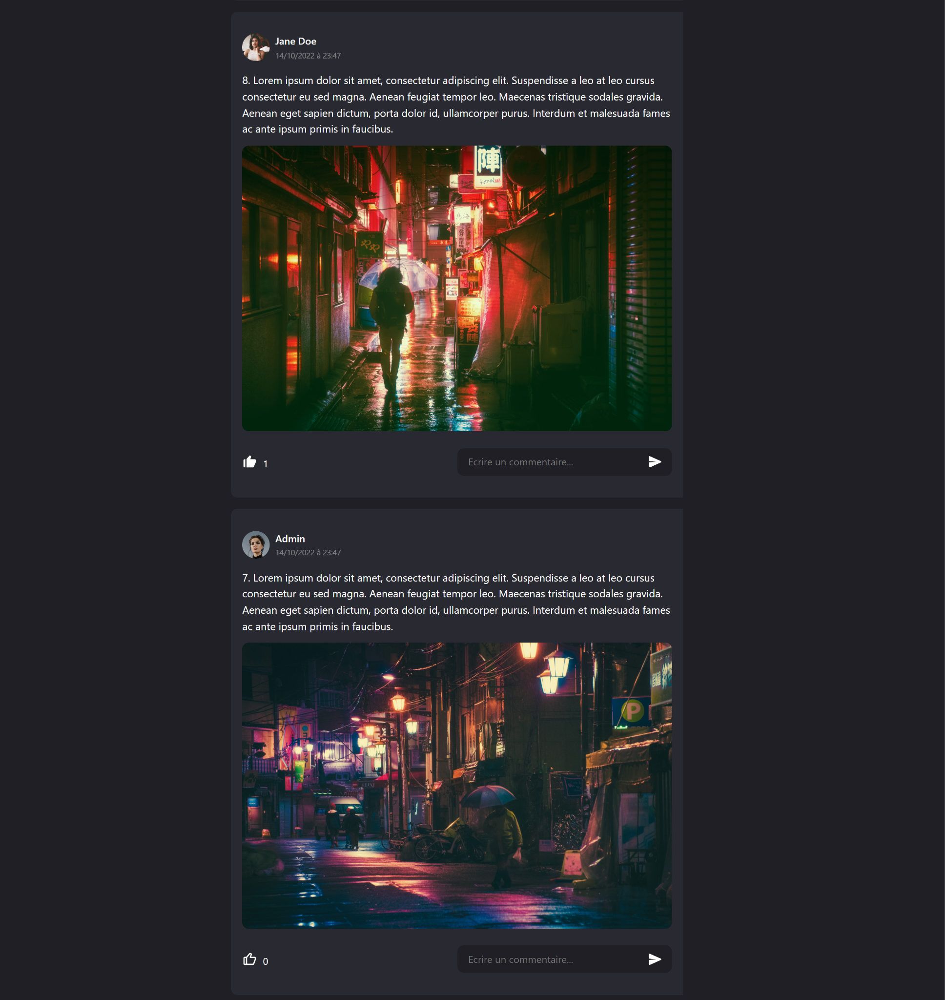 Jane Doe
14/10/2022 à 23:47
8. Lorem ipsum dolor sit amet, consectetur adipiscing elit. Suspendisse a leo at leo cursus
consectetur eu sed magna. Aenean feugiat tempor leo. Maecenas tristique sodales gravida.
Aenean eget sapien dictum, porta dolor id, ullamcorper purus. Interdum et malesuada fames
ac ante ipsum primis in faucibus.
陣
炎陣
1
Ecrire un commentaire...
Admin
14/10/2022 à 23:47
7. Lorem ipsum dolor sit amet, consectetur adipiscing elit. Suspendisse a leo at leo cursus
consectetur eu sed magna. Aenean feugiat tempor leo. Maecenas tristique sodales gravida.
Aenean eget sapien dictum, porta dolor id, ullamcorper purus. Interdum et malesuada fames
ac ante ipsum primis in faucibus.
P
0
Ecrire un commentaire...